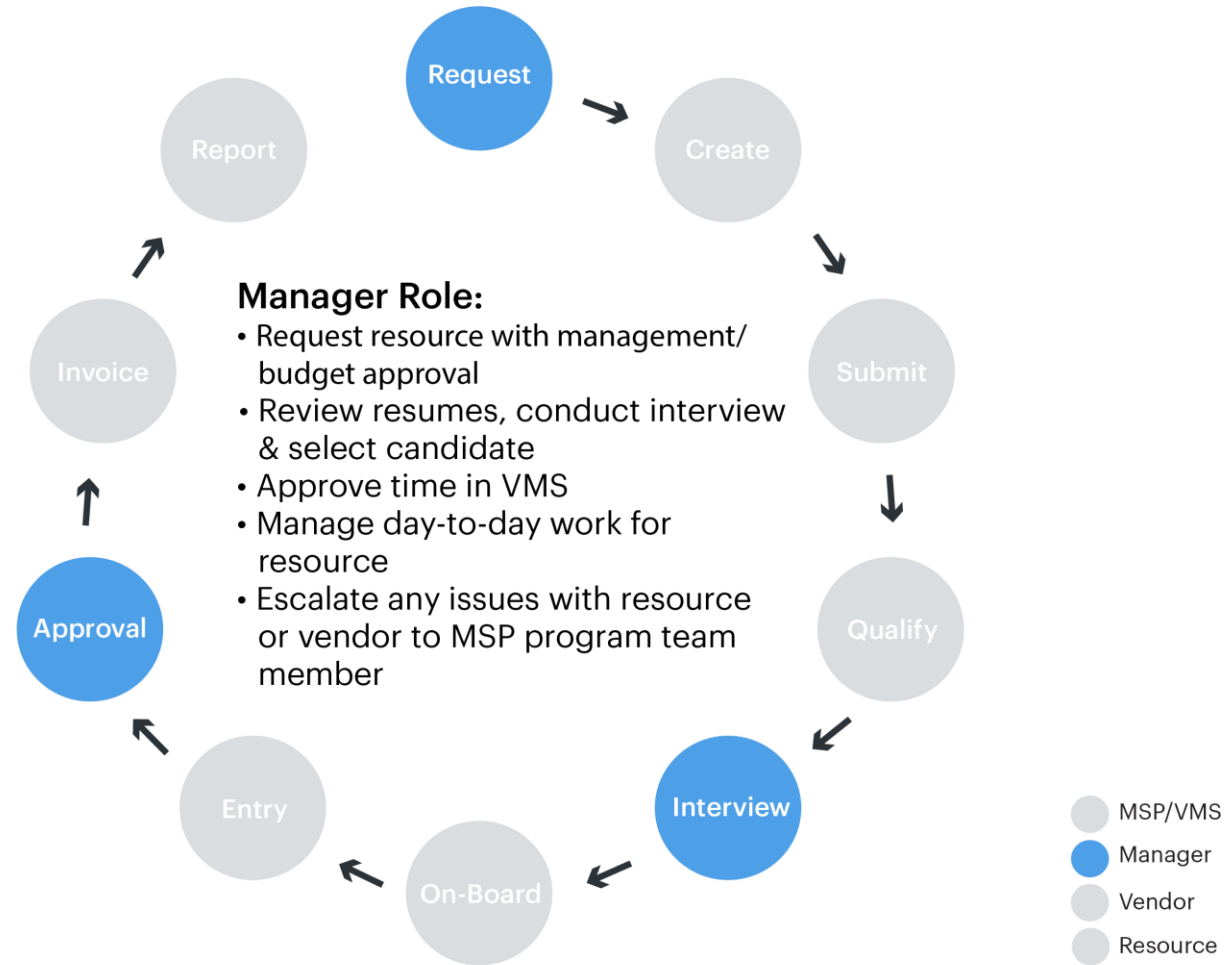 Request
Create
Submit
Qualify
Interview
On-Board
Entry
Approval
Invoice
Report
Manager Role:
• Request resource with management/
budget approval
• Review resumes, conduct interview
& select candidate
• Approve time in VMS
• Manage day-to-day work for
resource
• Escalate any issues with resource
or vendor to MSP program team
member
MSP/VMS
Manager
Vendor
Resource